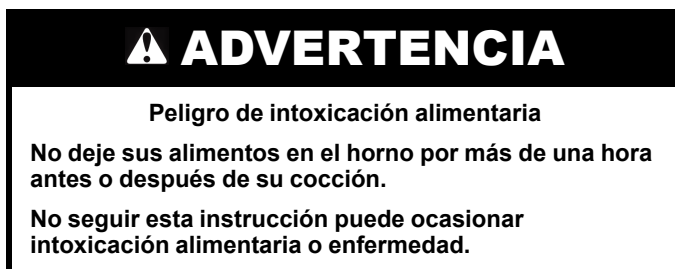 ADVERTENCIA
Peligro de intoxicación alimentaria
No deje sus alimentos en el horno por más de una hora
antes o después de su cocción.
No seguir esta instrucción puede ocasionar
intoxicación alimentaria o enfermedad.